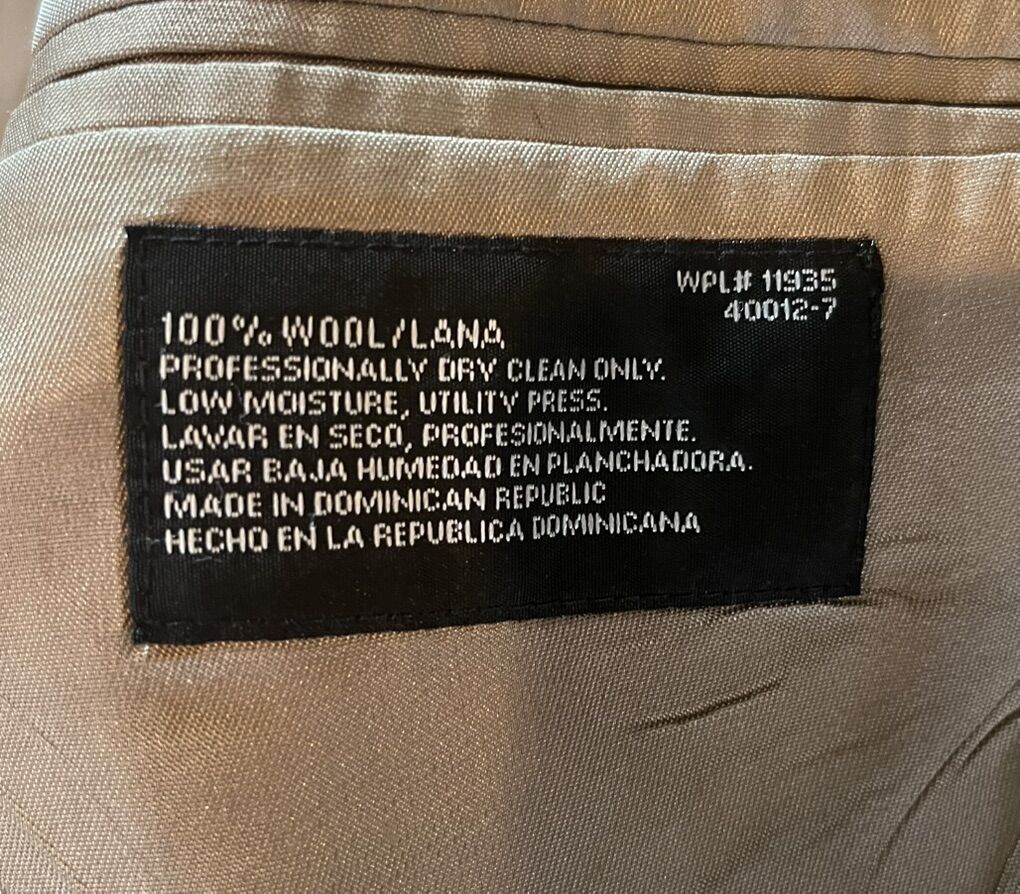 WPL# 11935
40012-7
100% WOOL/LANA
PROFESSIONALLY DRY CLEAN ONLY.
LOW MOISTURE, UTILITY PRESS.
LAVAR EN SECO, PROFESIONALMENTE.
USAR BAJA HUMEDAD EN PLANCHADORA.
MADE IN DOMINICAN REPUBLIC
HECHO EN LA REPUBLICA DOMINICANA